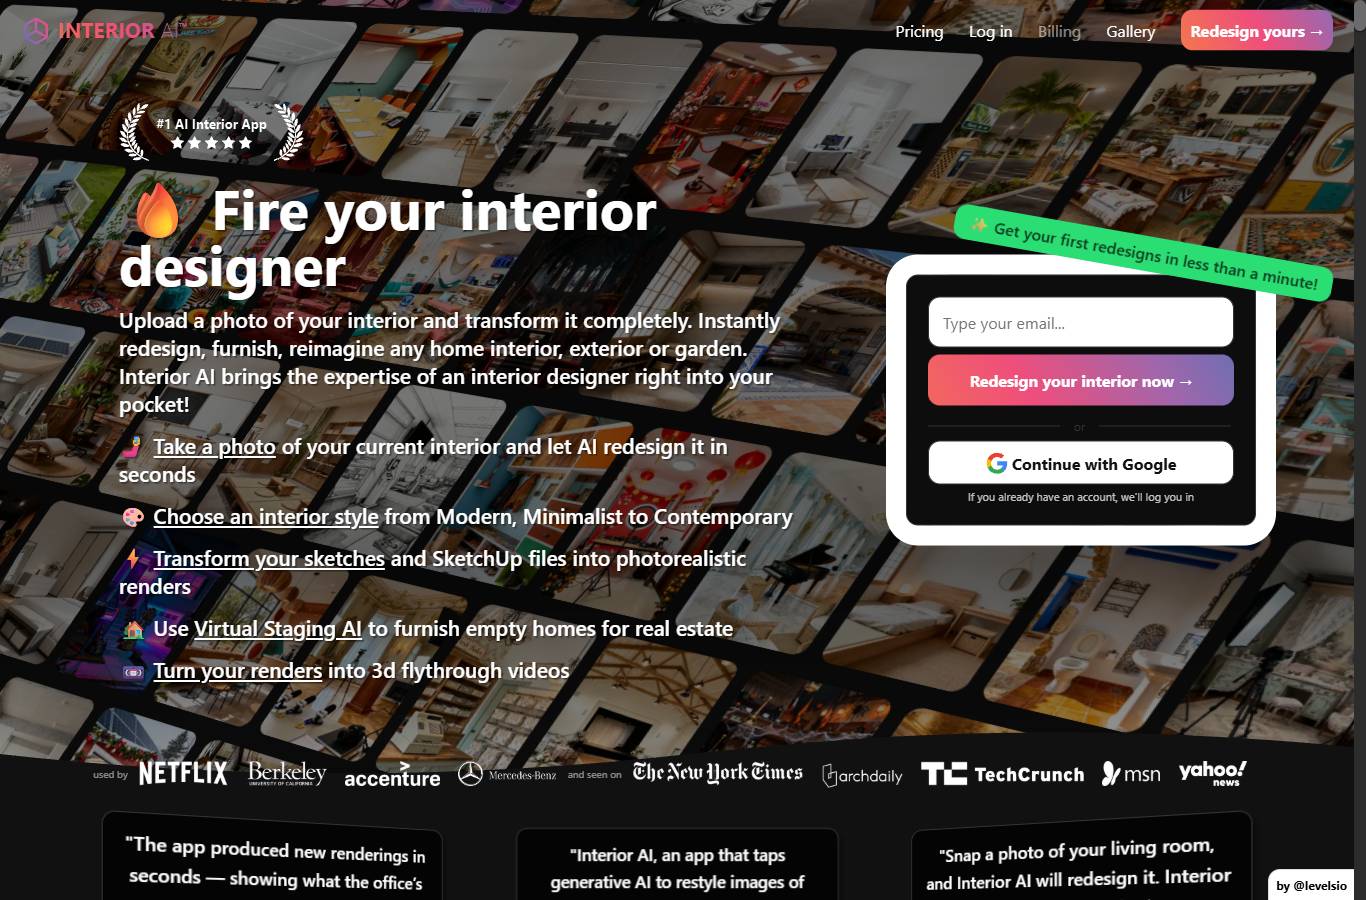 INTERIOR AI™
Pricing
Log in
Billing
Gallery
Redesign yours →
#1 AI Interior App
★★★★★
🔥 Fire your interior
designer
Upload a photo of your interior and transform it completely. Instantly
redesign, furnish, reimagine any home interior, exterior or garden.
Interior AI brings the expertise of an interior designer right into your
pocket!
🤳 Take a photo of your current interior and let AI redesign it in
seconds
🎨 Choose an interior style from Modern, Minimalist to Contemporary
⚡ Transform your sketches and SketchUp files into photorealistic
renders
🏡 Use Virtual Staging AI to furnish empty homes for real estate
📼 Turn your renders into 3d flythrough videos
✨ Get your first redesigns in less than a minute!
Type your email...
Redesign your interior now →
or
Continue with Google
If you already have an account, we'll log you in
used by
NETFLIX
Berkeley
UNIVERSITY OF CALIFORNIA
accenture
Mercedes-Benz
and seen on
The New York Times
archdaily
TechCrunch
msn
yahoo!
news
"The app produced new renderings in
seconds — showing what the office's
"Interior AI, an app that taps
generative AI to restyle images of
"Snap a photo of your living room,
and Interior AI will redesign it. Interior
by @levelsio